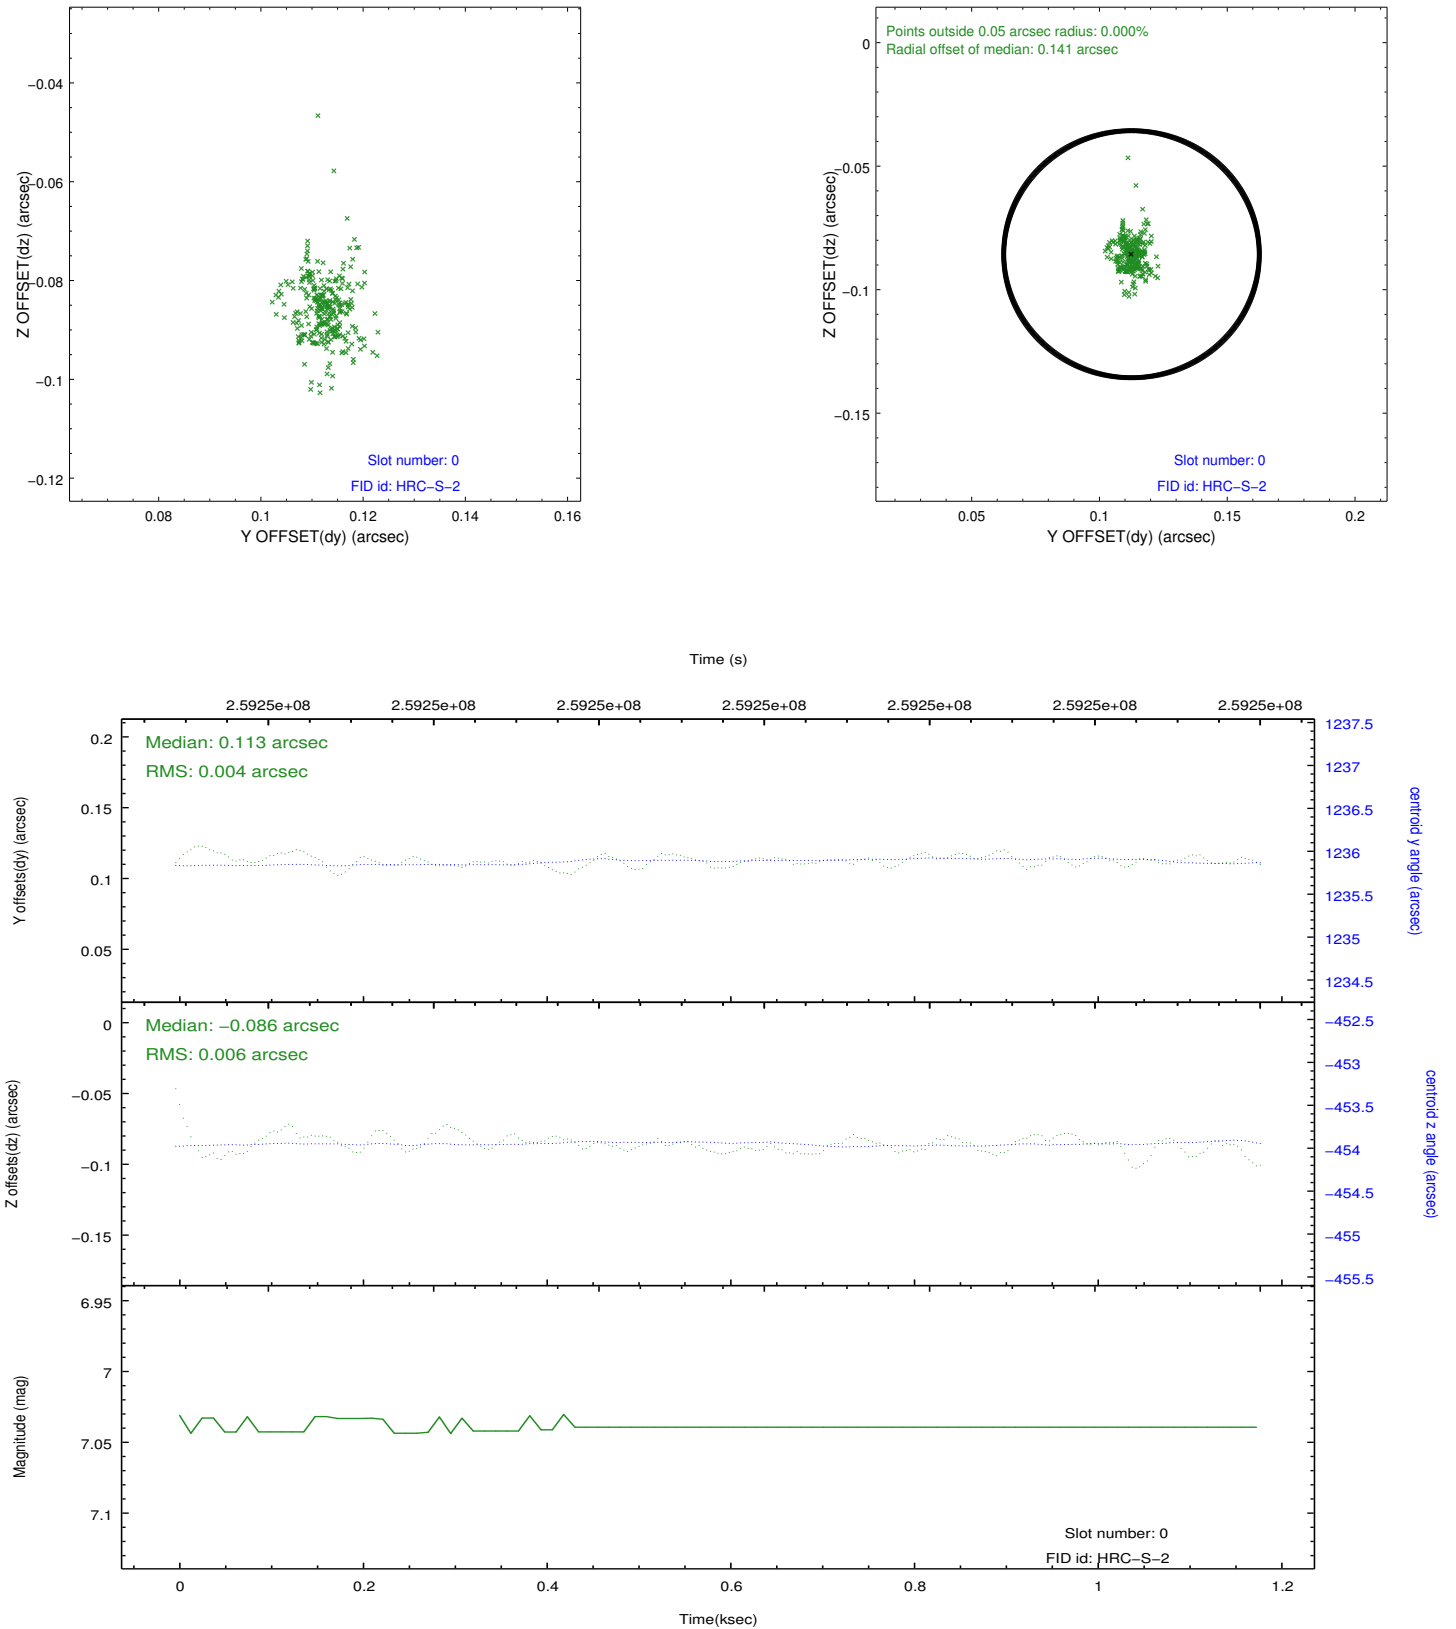 −0.04
−0.06
−0.08
−0.1
−0.12
Z OFFSET(dz) (arcsec)
0.08 0.1 0.12 0.14 0.16
Y OFFSET(dy) (arcsec)
Slot number: 0
FID id: HRC−S−2
Points outside 0.05 arcsec radius: 0.000%
Radial offset of median: 0.141 arcsec
0
−0.05
−0.1
−0.15
Z OFFSET(dz) (arcsec)
0.05 0.1 0.15 0.2
Y OFFSET(dy) (arcsec)
Slot number: 0
FID id: HRC−S−2
Time (s)
2.5925e+08 2.5925e+08 2.5925e+08 2.5925e+08 2.5925e+08 2.5925e+08 2.5925e+08
Median: 0.113 arcsec
RMS: 0.004 arcsec
0.2
0.15
0.1
0.05
Y offsets(dy) (arcsec)
1237.5
1237
1236.5
1236
1235.5
1235
1234.5
centroid y angle (arcsec)
Median: −0.086 arcsec
RMS: 0.006 arcsec
0
−0.05
−0.1
−0.15
Z offsets(dz) (arcsec)
−452.5
−453
−453.5
−454
−454.5
−455
−455.5
centroid z angle (arcsec)
6.95
7
7.05
7.1
Magnitude (mag)
Slot number: 0
FID id: HRC−S−2
0 0.2 0.4 0.6 0.8 1 1.2
Time(ksec)